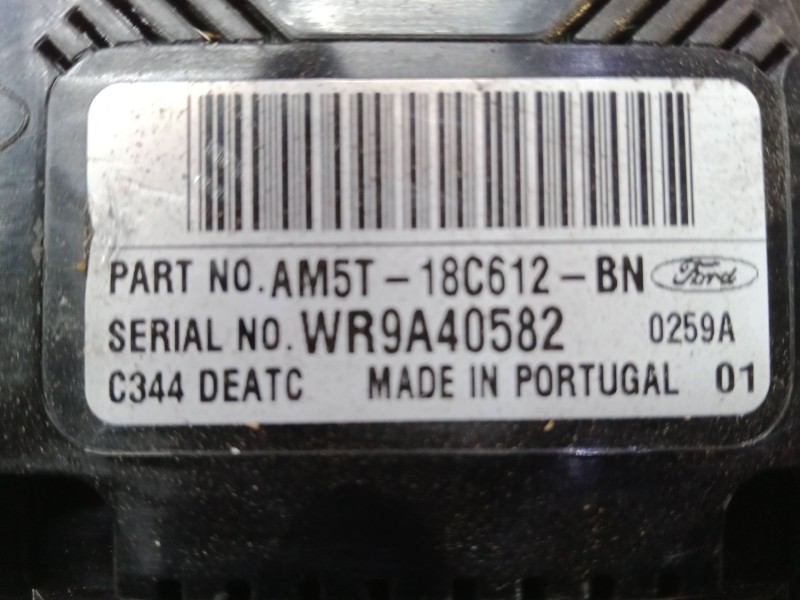 PART NO. AM5T-18C612-BN Ford
SERIAL NO. WR9A40582 0259A
C344 DEATC MADE IN PORTUGAL 01